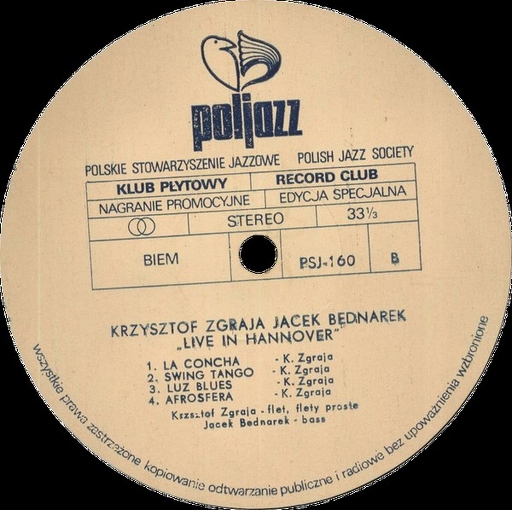 poljazz
POLSKIE STOWARZYSZENIE JAZZOWE POLISH JAZZ SOCIETY
KLUB PŁYTOWY RECORD CLUB
NAGRANIE PROMOCYJNE EDYCJA SPECJALNA
STEREO 33⅓
BIEM PSJ-160 B
KRZYSZTOF ZGRAJA JACEK BEDNAREK
„LIVE IN HANNOVER"
1. LA CONCHA - K. Zgraja
2. SWING TANGO - K. Zgraja
3. LUZ BLUES - K. Zgraja
4. AFROSFERA - K. Zgraja
Krzsztof Zgraja - flet, flety proste
Jacek Bednarek - bass
wszystkie prawa zastrzeżone kopiowanie odtwarzanie publiczne i radiowe bez upoważnienia wzbronione